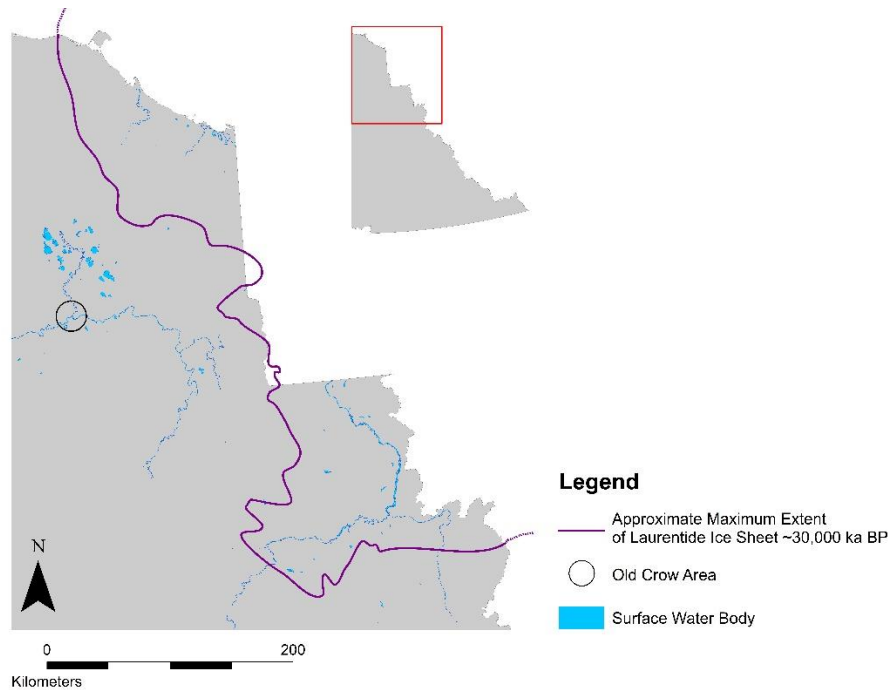 N
0
200
Kilometers
Legend
Approximate Maximum Extent
of Laurentide Ice Sheet ~30,000 ka BP
Old Crow Area
Surface Water Body